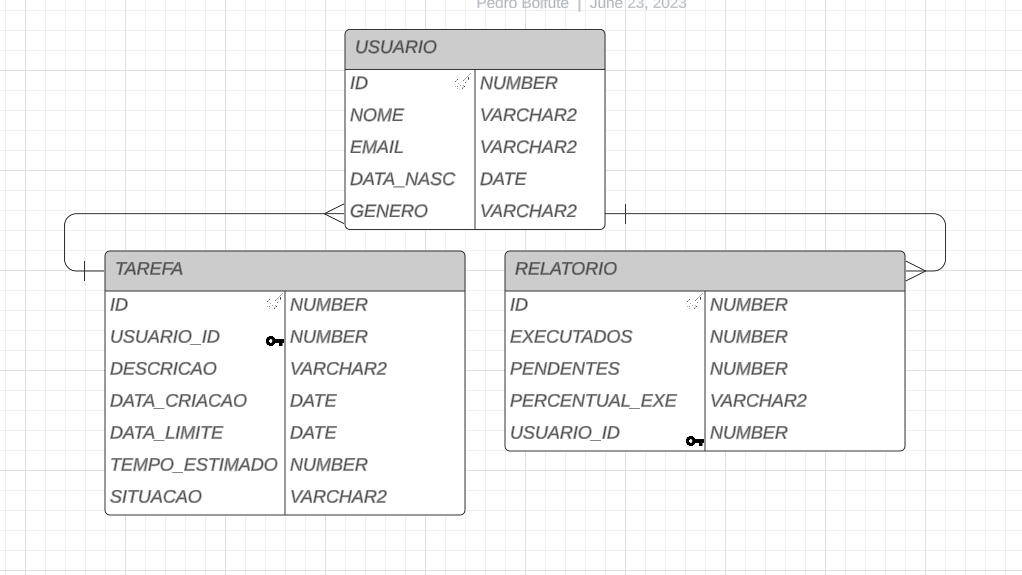 Pedro Bolfute | June 23, 2023
USUARIO
ID NUMBER
NOME VARCHAR2
EMAIL VARCHAR2
DATA_NASC DATE
GENERO VARCHAR2
TAREFA
ID NUMBER
USUARIO_ID NUMBER
DESCRICAO VARCHAR2
DATA_CRIACAO DATE
DATA_LIMITE DATE
TEMPO_ESTIMADO NUMBER
SITUACAO VARCHAR2
RELATORIO
ID NUMBER
EXECUTADOS NUMBER
PENDENTES NUMBER
PERCENTUAL_EXE VARCHAR2
USUARIO_ID NUMBER